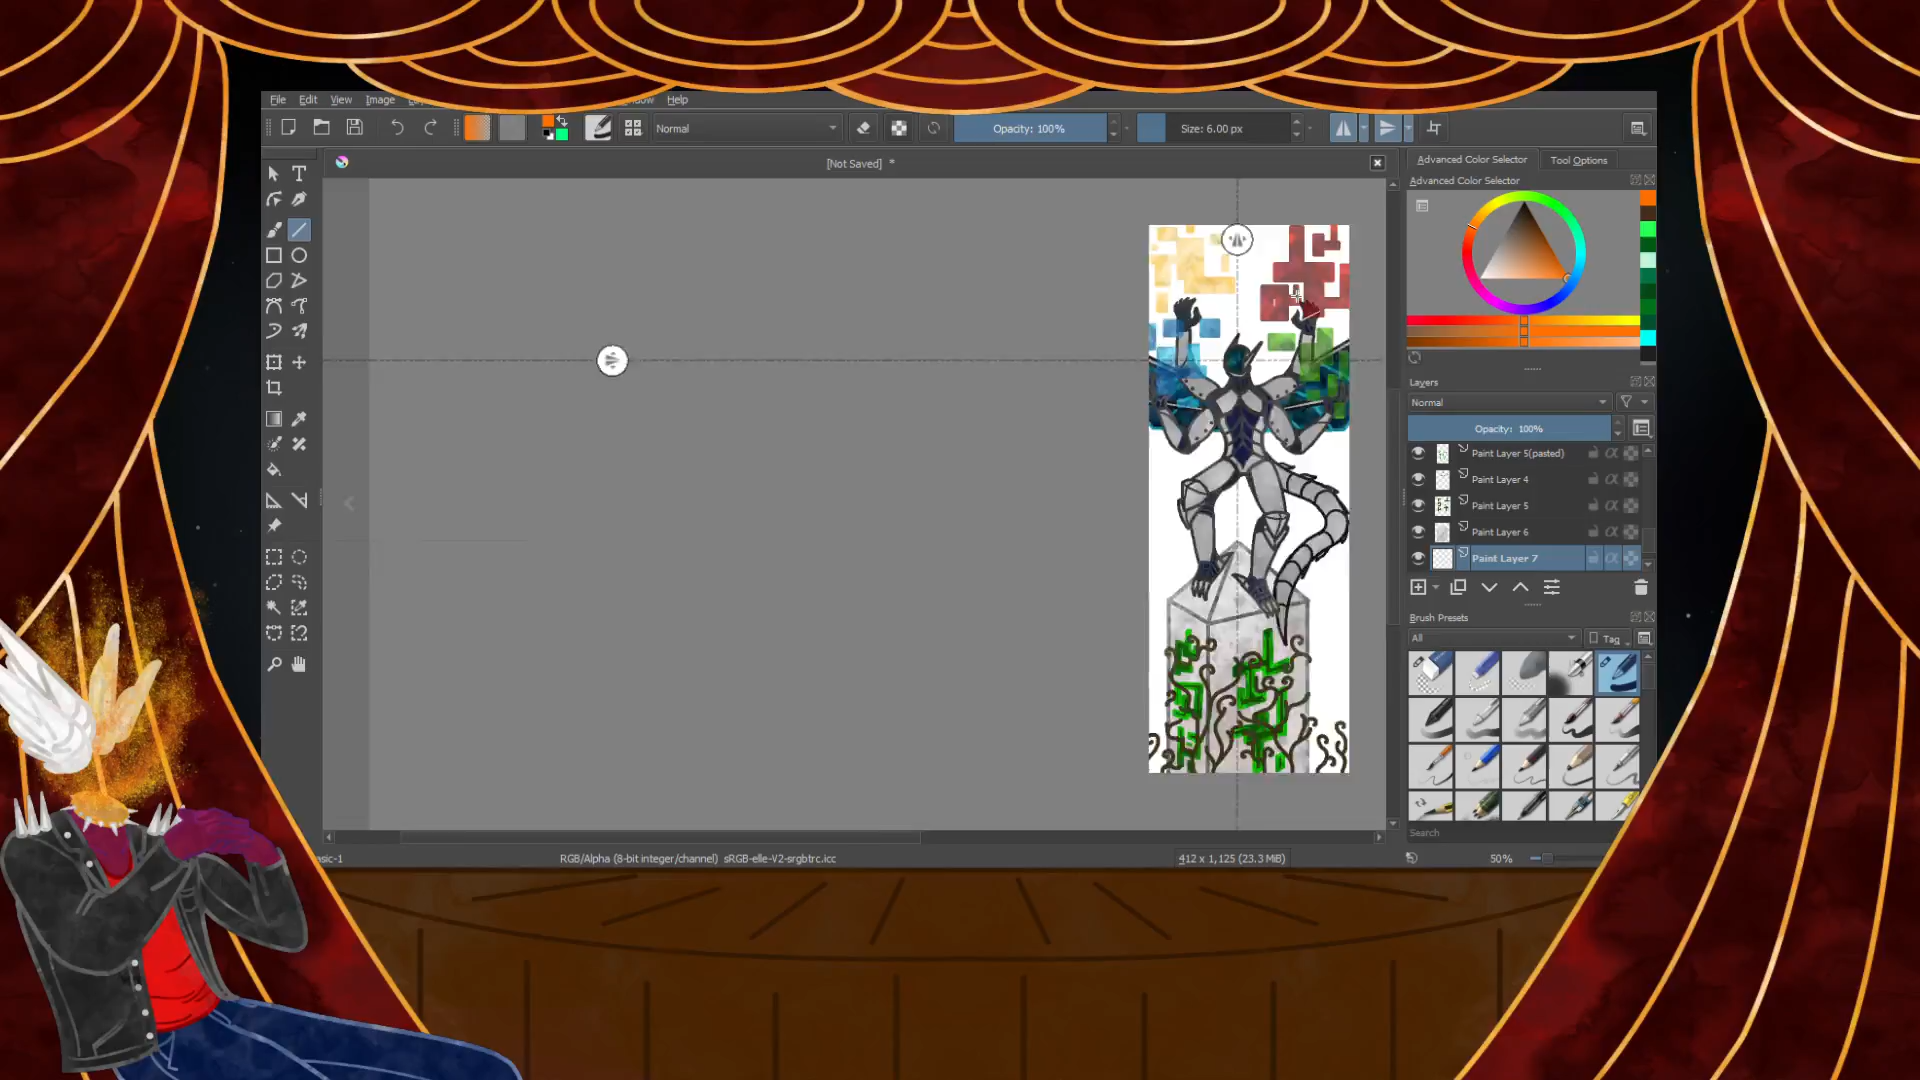 File Edit View Image Help
Normal Opacity: 100% Size: 6.00 px
[Not Saved] *
Advanced Color Selector Tool Options
Advanced Color Selector
Layers
Normal
Opacity: 100%
Paint Layer 5(pasted)
Paint Layer 4
Paint Layer 5
Paint Layer 6
Paint Layer 7
Brush Presets
All Tag
Search
RGB/Alpha (8-bit integer/channel) sRGB-elle-V2-srgbtrc.icc 412 x 1,125 (23.3 MiB) 50%